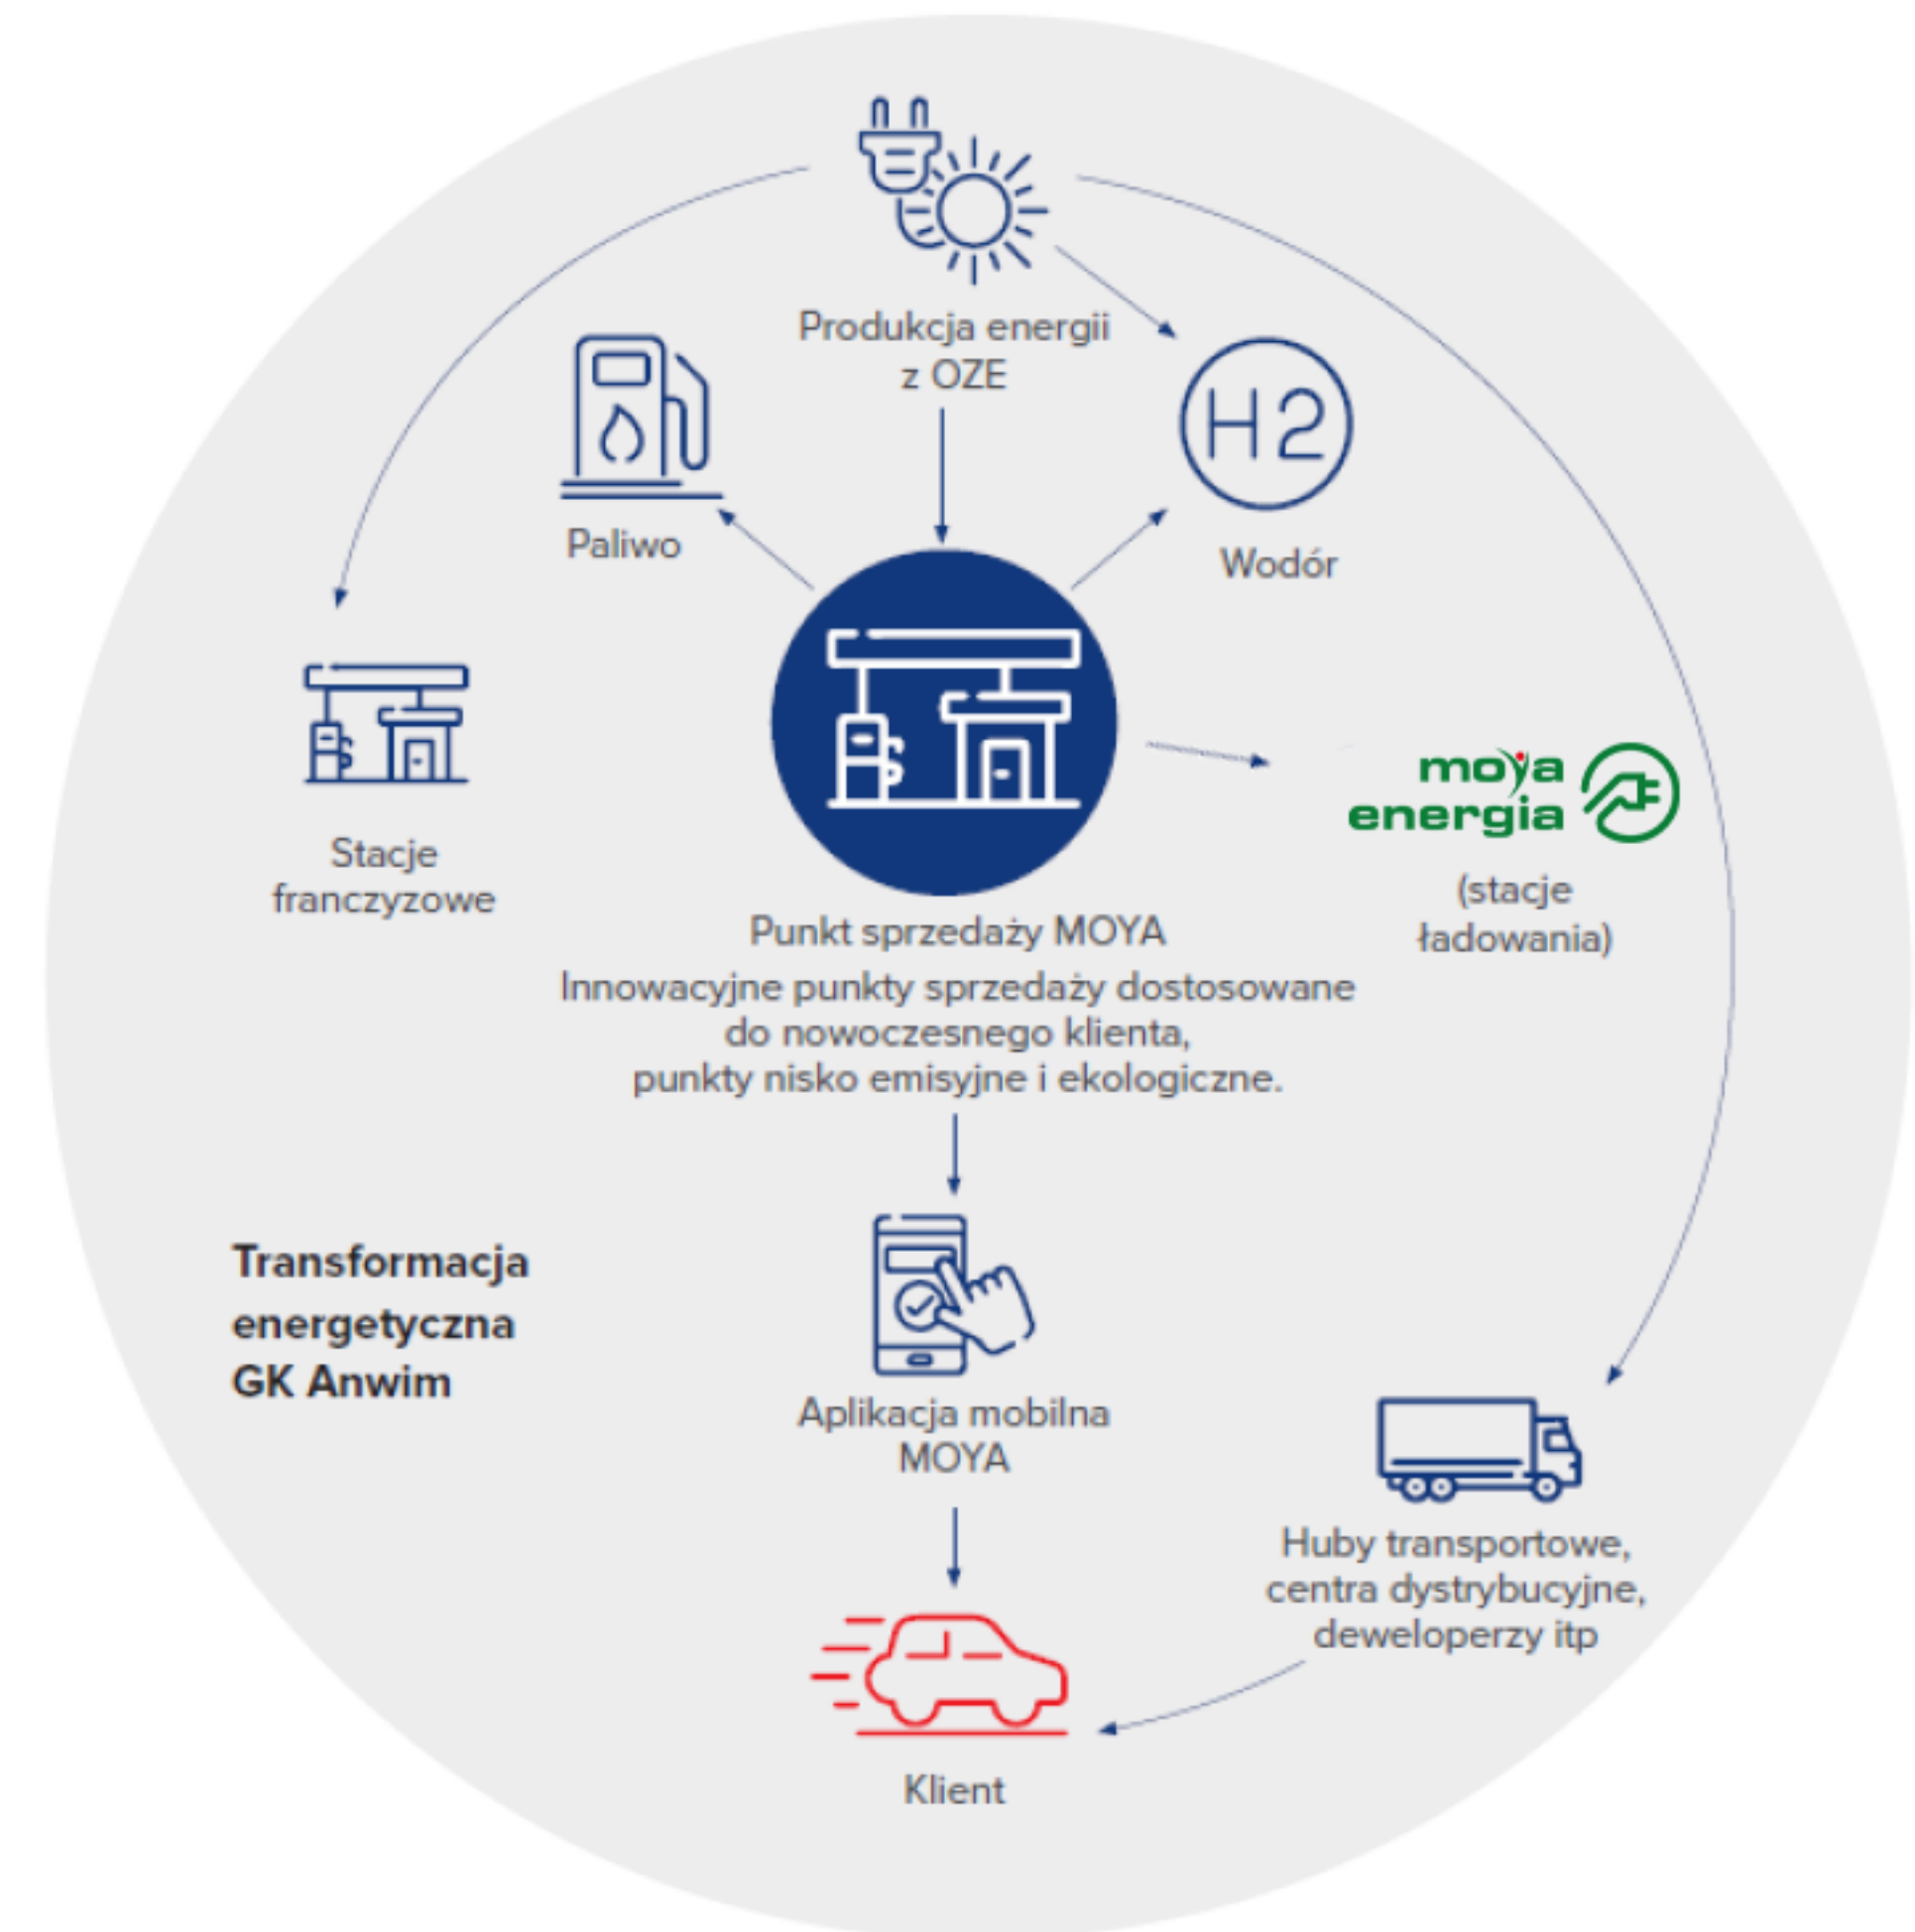 Produkcja energii
z OZE
H2
Paliwo
Wodór
moya
energia
(stacje
ładowania)
Stacje
franczyzowe
Punkt sprzedaży MOYA
Innowacyjne punkty sprzedaży dostosowane
do nowoczesnego klienta,
punkty nisko emisyjne i ekologiczne.
Transformacja
energetyczna
GK Anwim
Aplikacja mobilna
MOYA
Huby transportowe,
centra dystrybucyjne,
deweloperzy itp
Klient